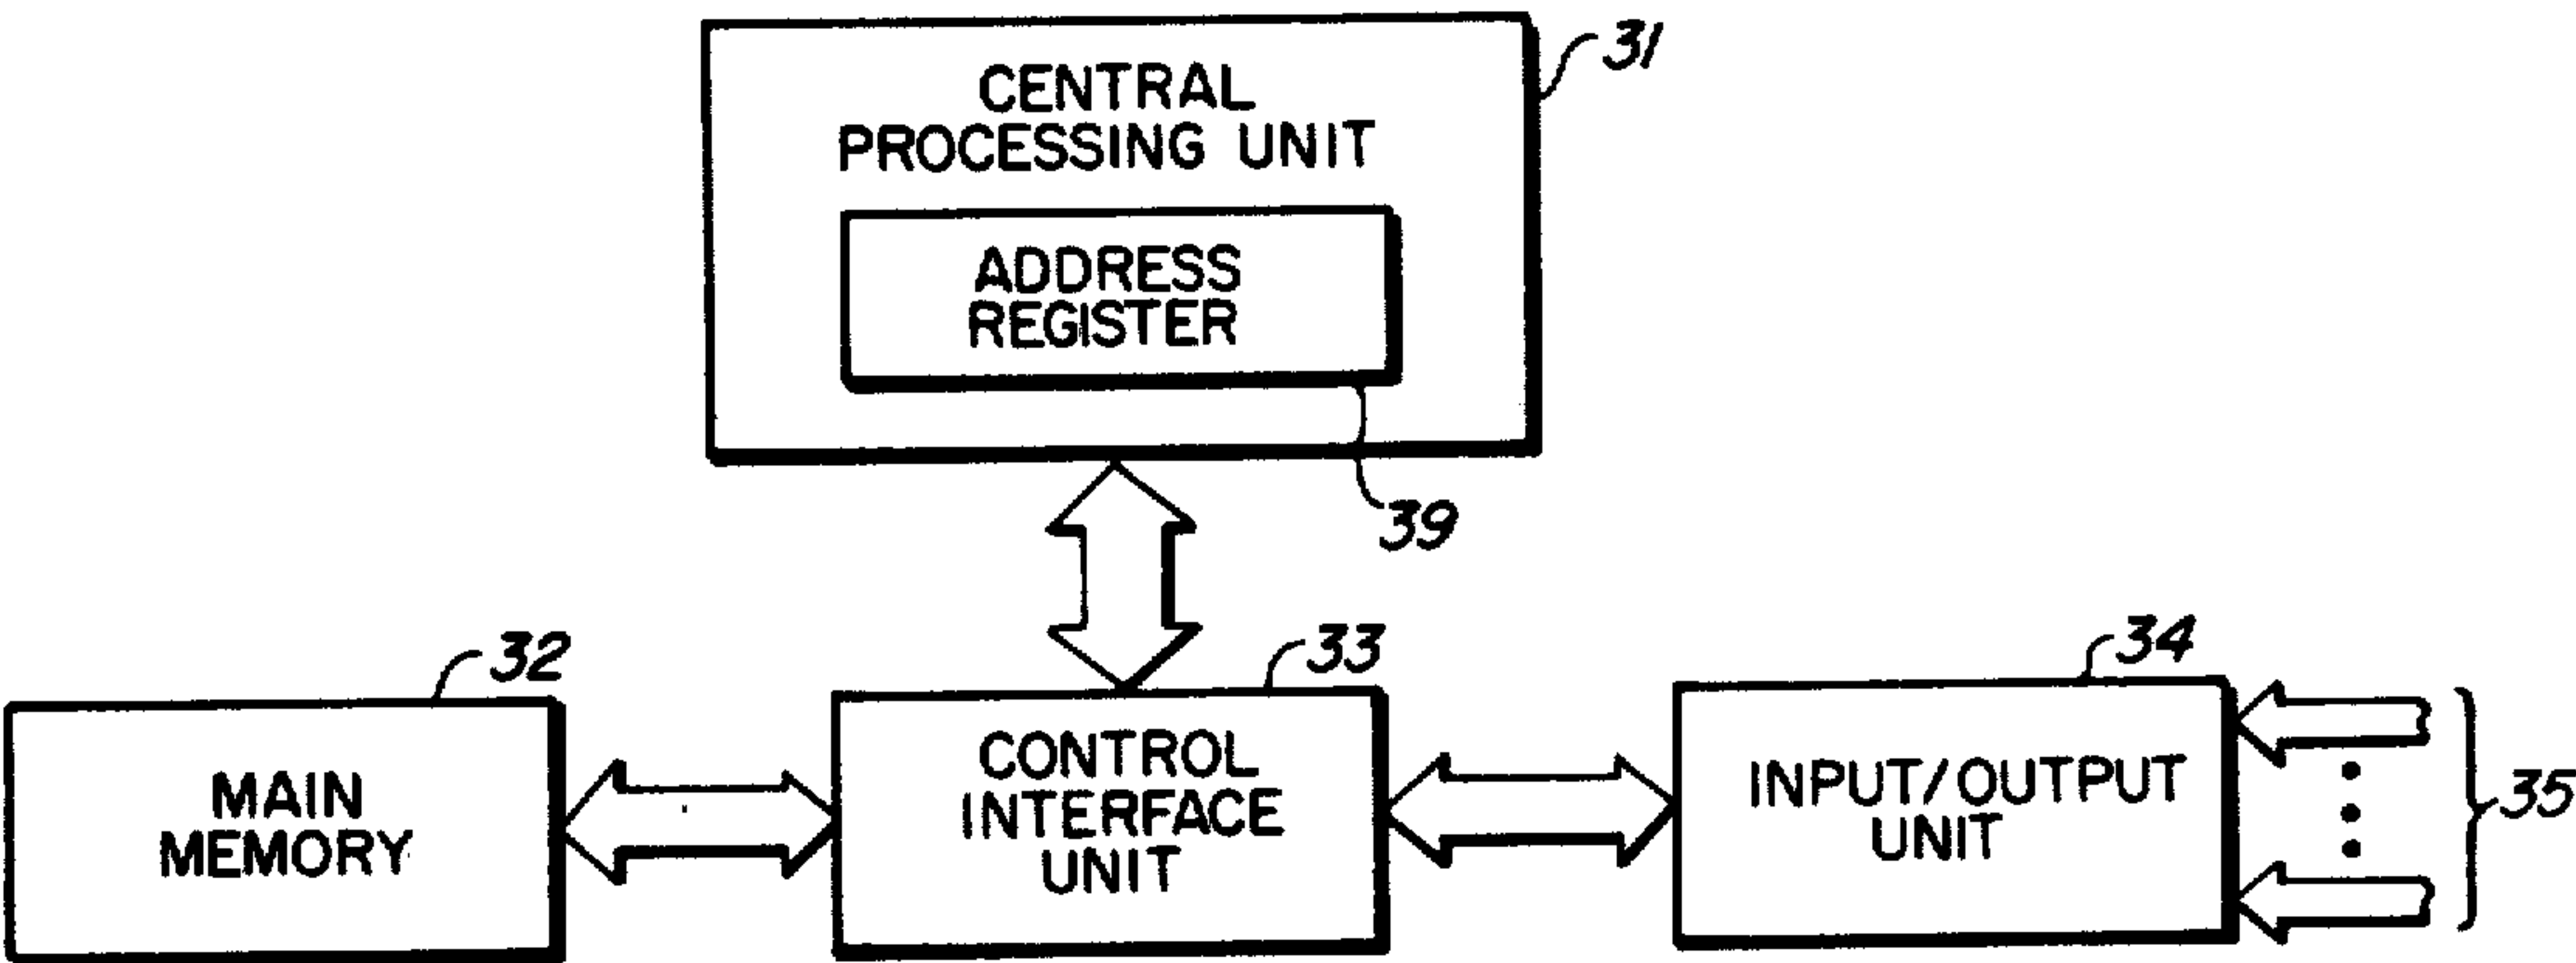 CENTRAL
PROCESSING UNIT
31
ADDRESS
REGISTER
39
32
33
34
MAIN
MEMORY
CONTROL
INTERFACE
UNIT
INPUT/OUTPUT
UNIT
35